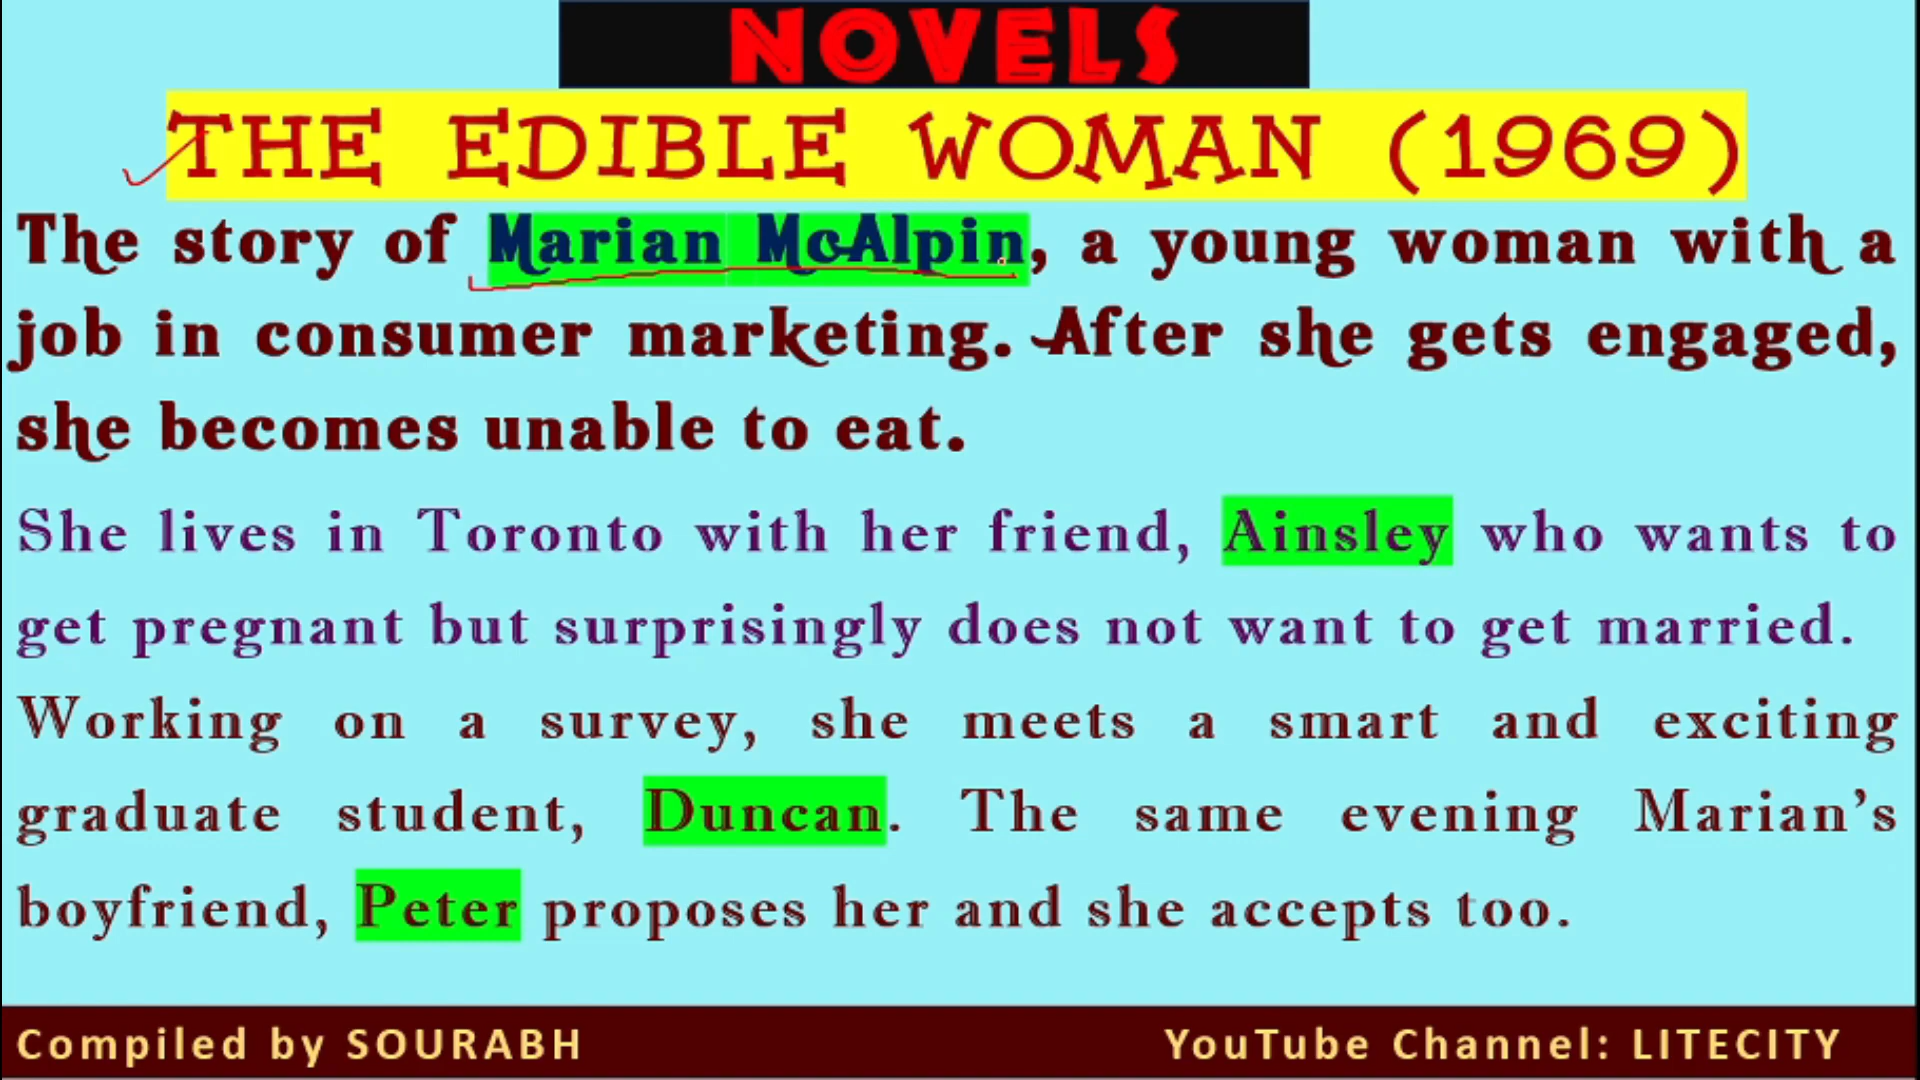 NOVELS
THE EDIBLE WOMAN (1969)
The story of Marian McAlpin, a young woman with a
job in consumer marketing. After she gets engaged,
she becomes unable to eat.
She lives in Toronto with her friend, Ainsley who wants to
get pregnant but surprisingly does not want to get married.
Working on a survey, she meets a smart and exciting
graduate student, Duncan. The same evening Marian's
boyfriend, Peter proposes her and she accepts too.
Compiled by SOURABH YouTube Channel: LITECITY